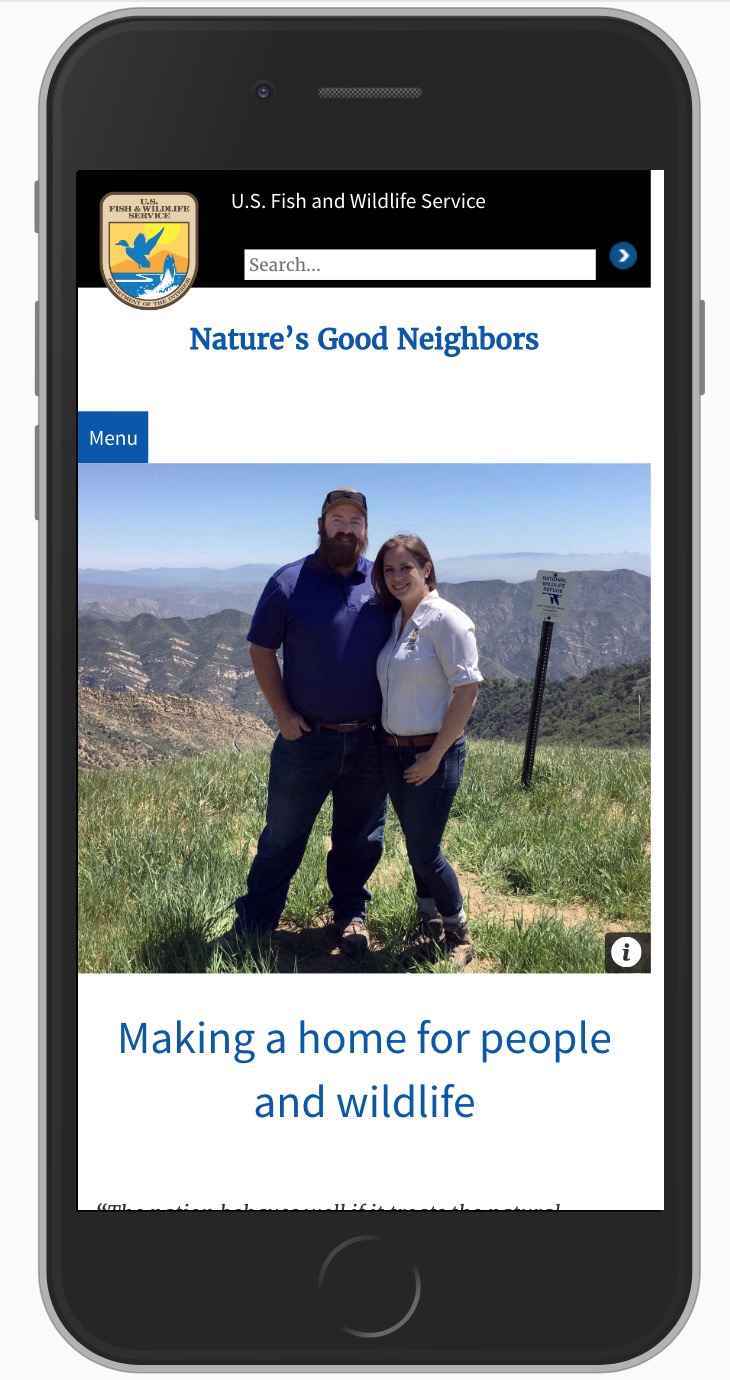 U.S.
FISH & WILDLIFE
SERVICE
DEPARTMENT OF THE INTERIOR
U.S. Fish and Wildlife Service
Search...
Nature’s Good Neighbors
Menu
NATIONAL
WILDLIFE
REFUGE
i
Making a home for people
and wildlife
“The nation behaves well if it treats the natural